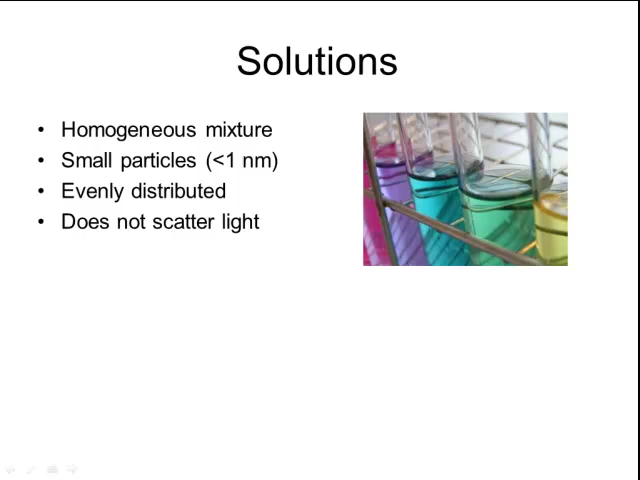 Solutions
• Homogeneous mixture
• Small particles (<1 nm)
• Evenly distributed
• Does not scatter light